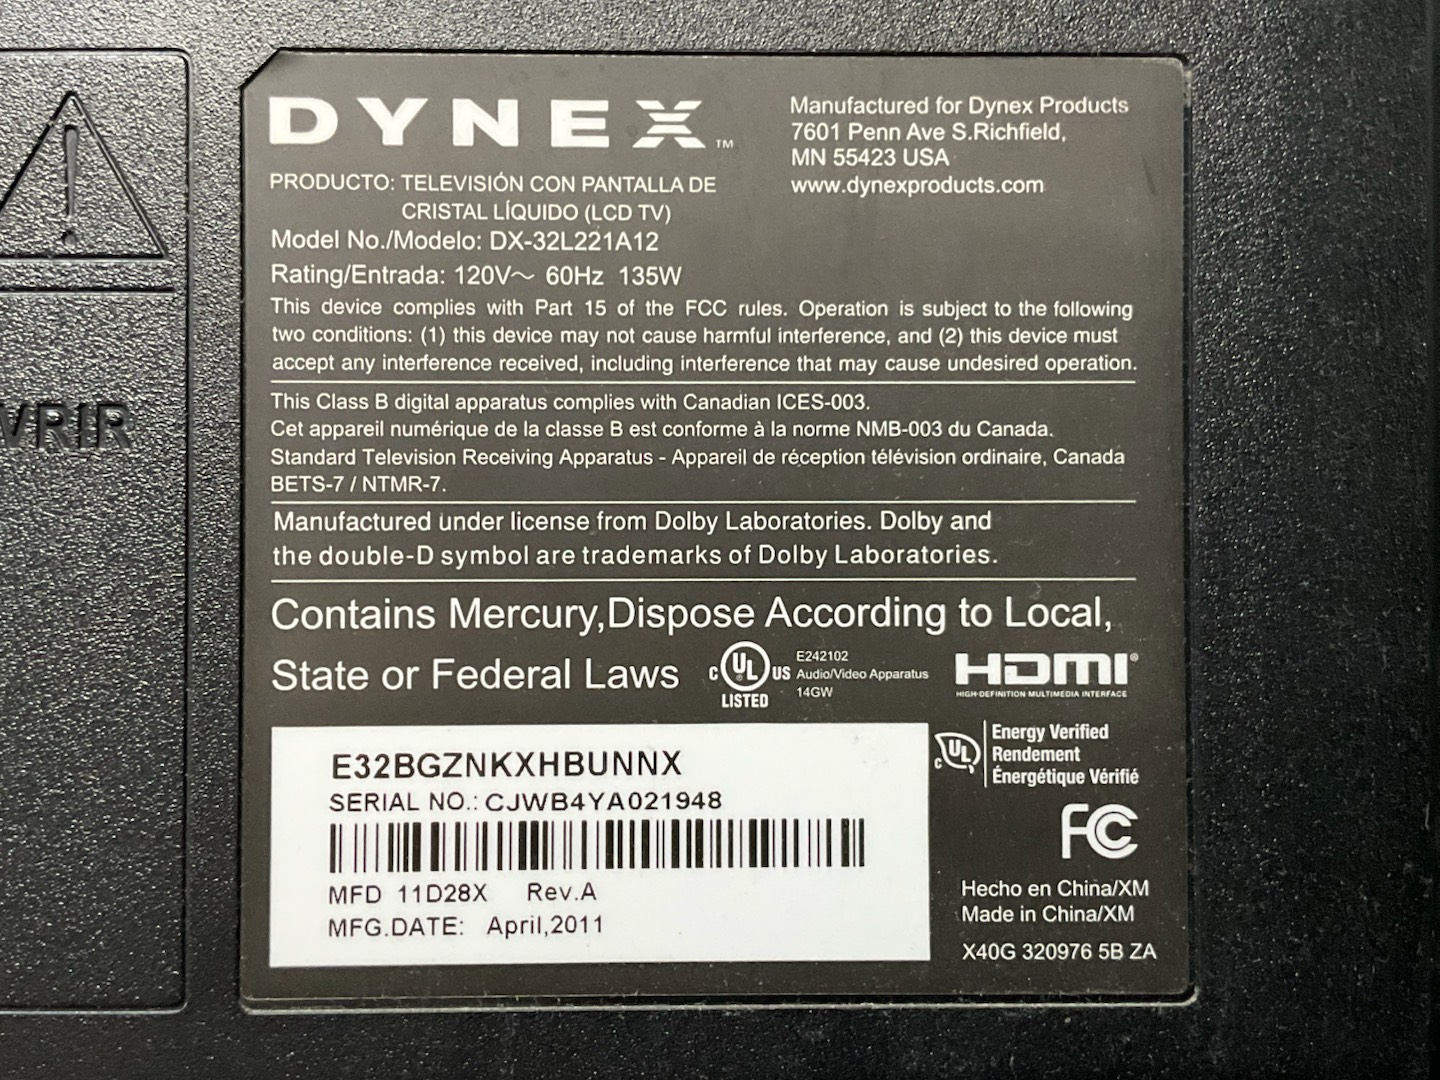 VRIR
DYNEX™
PRODUCTO: TELEVISIÓN CON PANTALLA DE
CRISTAL LÍQUIDO (LCD TV)
Model No./Modelo: DX-32L221A12
Rating/Entrada: 120V～ 60Hz 135W
Manufactured for Dynex Products
7601 Penn Ave S.Richfield,
MN 55423 USA
www.dynexproducts.com
This device complies with Part 15 of the FCC rules. Operation is subject to the following
two conditions: (1) this device may not cause harmful interference, and (2) this device must
accept any interference received, including interference that may cause undesired operation.
This Class B digital apparatus complies with Canadian ICES-003.
Cet appareil numérique de la classe B est conforme à la norme NMB-003 du Canada.
Standard Television Receiving Apparatus - Appareil de réception télévision ordinaire, Canada
BETS-7 / NTMR-7.
Manufactured under license from Dolby Laboratories. Dolby and
the double-D symbol are trademarks of Dolby Laboratories.
Contains Mercury,Dispose According to Local,
State or Federal Laws
C UL US
LISTED
E242102
Audio/Video Apparatus
14GW
HDMI®
HIGH-DEFINITION MULTIMEDIA INTERFACE
E32BGZNKXHBUNNX
SERIAL NO.: CJWB4YA021948
MFD 11D28X Rev.A
MFG.DATE: April,2011
c UL
Energy Verified
Rendement
Énergétique Vérifié
FC
Hecho en China/XM
Made in China/XM
X40G 320976 5B ZA